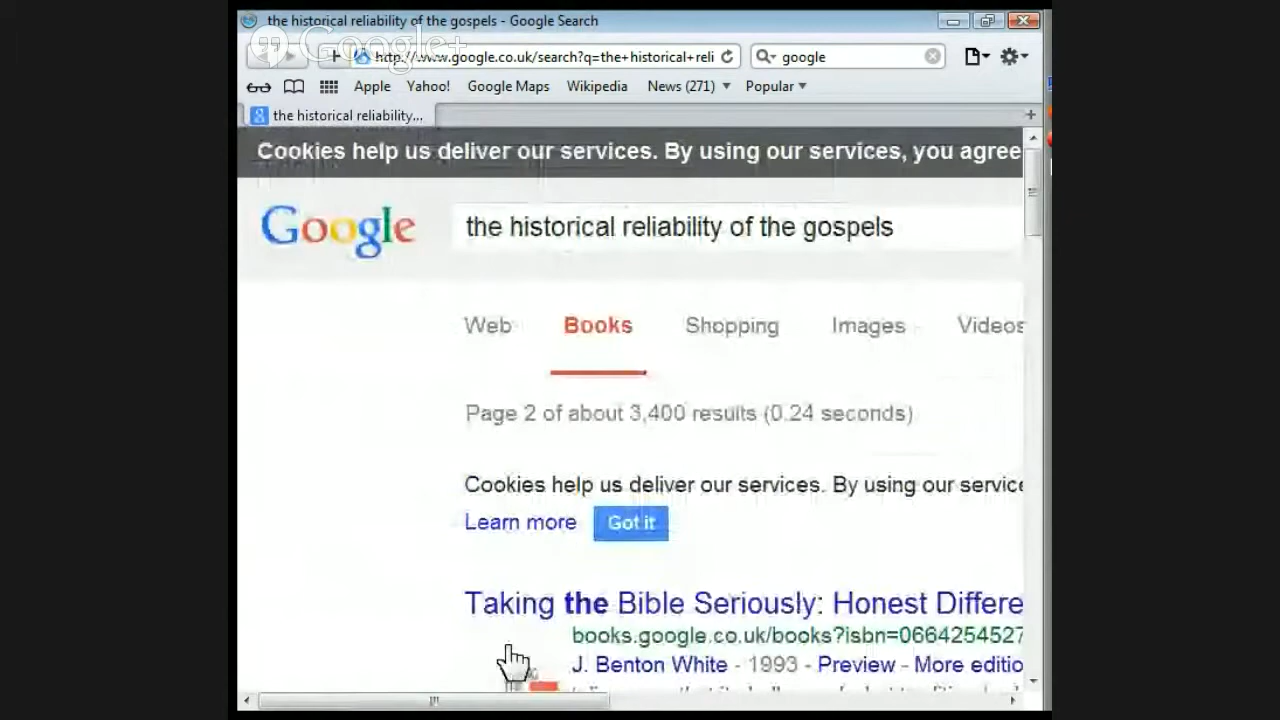 the historical reliability of the gospels - Google Search
Google+
http://www.google.co.uk/search?q=the+historical+reli
google
Apple Yahoo! Google Maps Wikipedia News (271) Popular
the historical reliability...
Cookies help us deliver our services. By using our services, you agree
Google the historical reliability of the gospels
Web Books Shopping Images Videos
Page 2 of about 3,400 results (0.24 seconds)
Cookies help us deliver our services. By using our service
Learn more Got it
Taking the Bible Seriously: Honest Differe
books.google.co.uk/books?isbn=0664254527
J. Benton White - 1993 - Preview - More editio